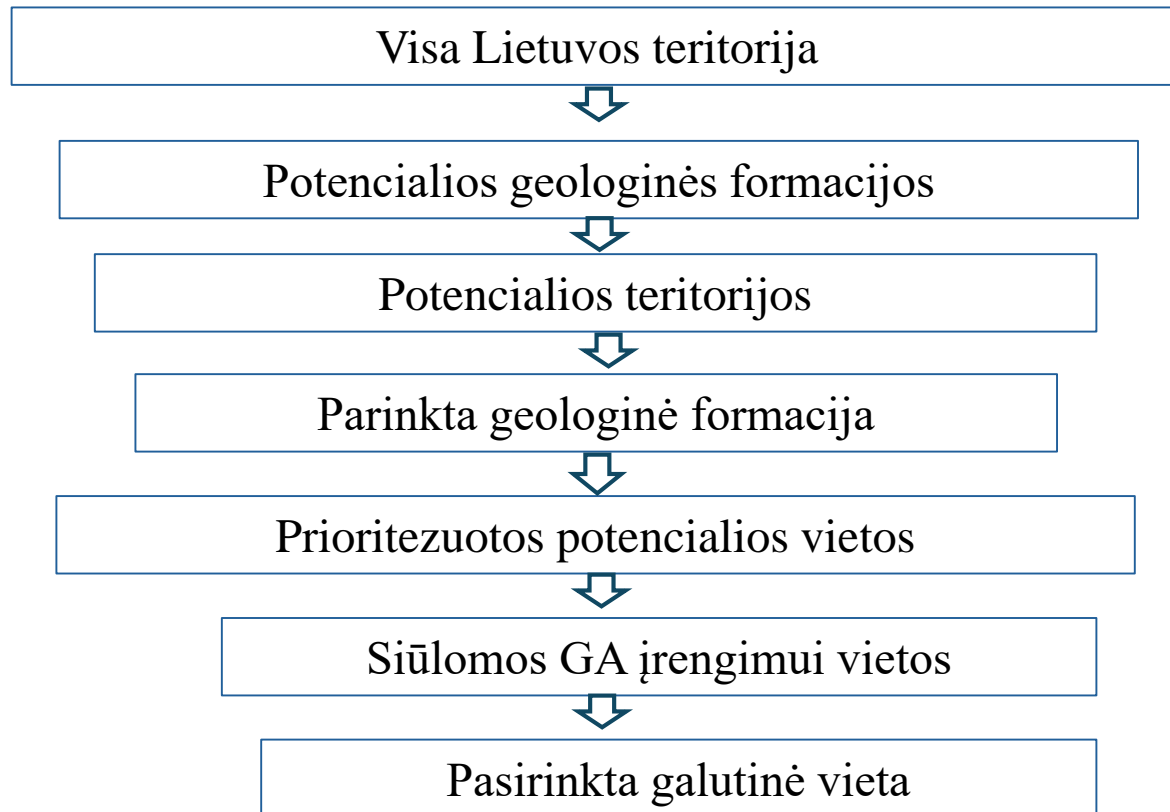 Visa Lietuvos teritorija
Potencialios geologinės formacijos
Potencialios teritorijos
Parinkta geologinė formacija
Prioritezuotos potencialios vietos
Siūlomos GA įrengimui vietos
Pasirinkta galutinė vieta